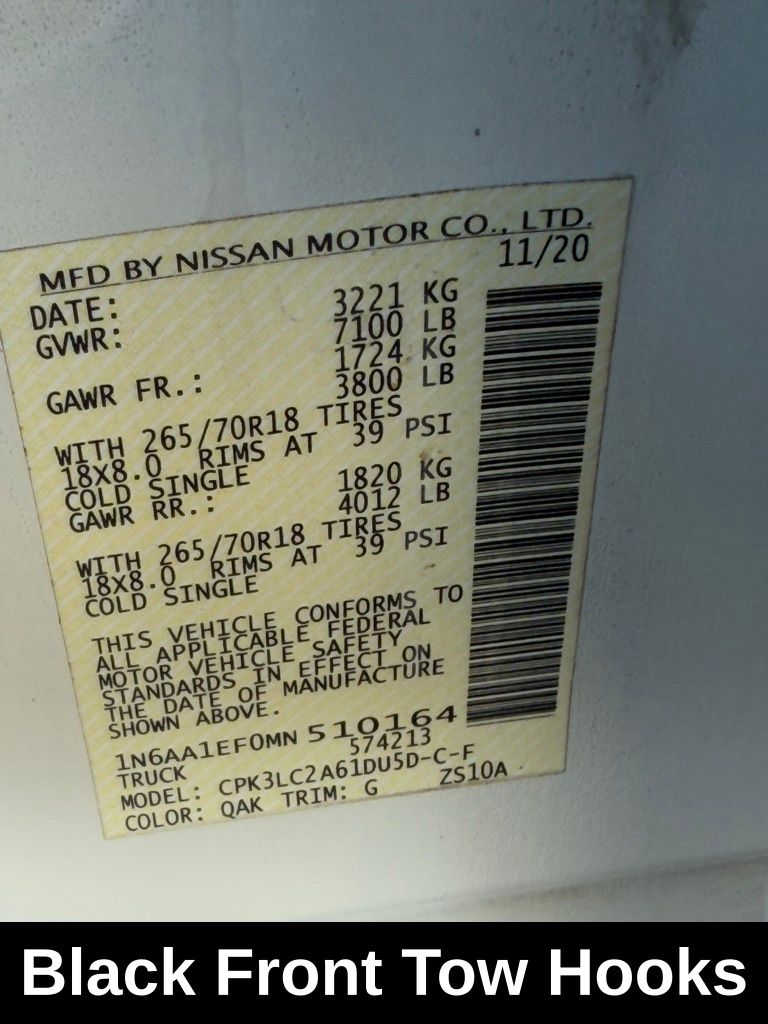 MFD BY NISSAN MOTOR CO., LTD.
DATE: 11/20
GVWR: 3221 KG
7100 LB
GAWR FR.: 1724 KG
3800 LB
WITH 265/70R18 TIRES
18X8.0 RIMS AT 39 PSI
COLD SINGLE
GAWR RR.: 1820 KG
4012 LB
WITH 265/70R18 TIRES
18X8.0 RIMS AT 39 PSI
COLD SINGLE
THIS VEHICLE CONFORMS TO
ALL APPLICABLE FEDERAL
MOTOR VEHICLE SAFETY
STANDARDS IN EFFECT ON
THE DATE OF MANUFACTURE
SHOWN ABOVE.
1N6AA1EF0MN 510164
TRUCK 574213
MODEL: CPK3LC2A61DU5D-C-F
COLOR: QAK TRIM: G ZS10A
Black Front Tow Hooks